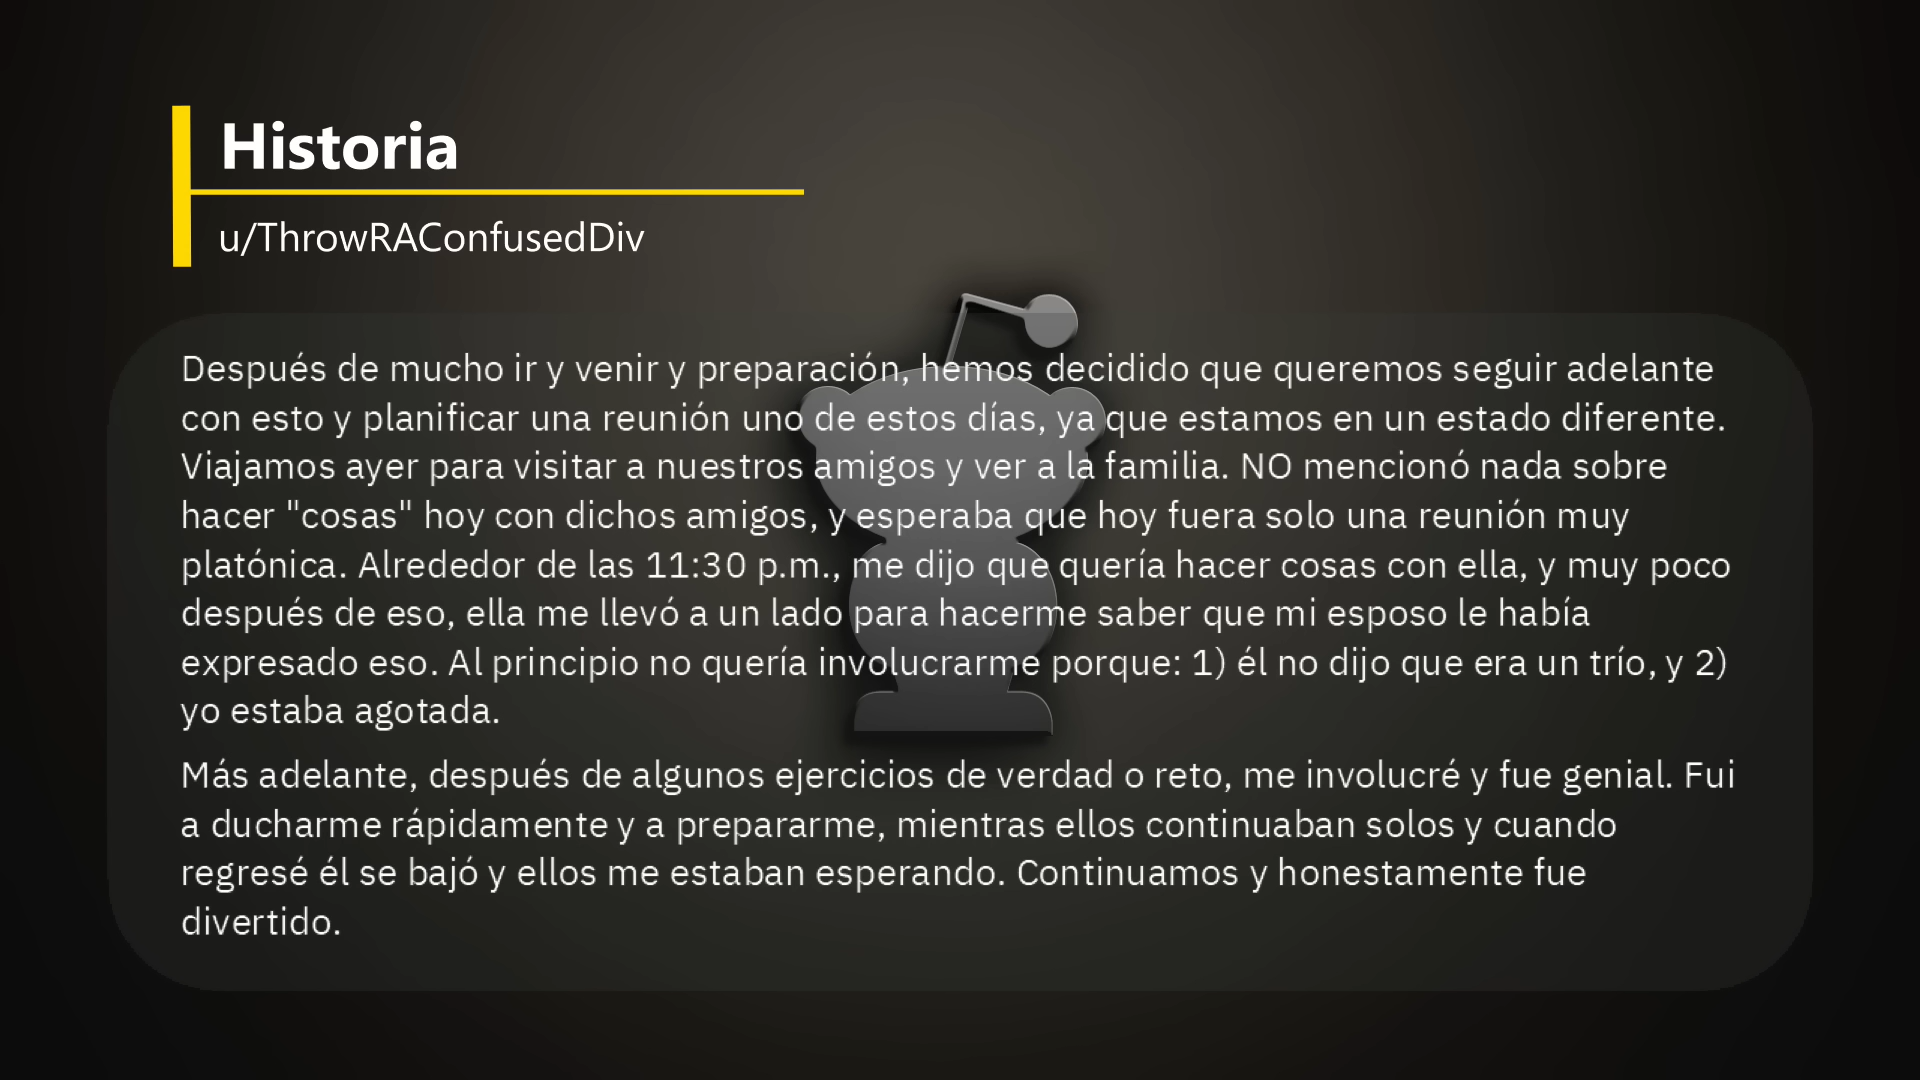 Historia
u/ThrowRAConfusedDiv
Después de mucho ir y venir y preparación, hemos decidido que queremos seguir adelante
con esto y planificar una reunión uno de estos días, ya que estamos en un estado diferente.
Viajamos ayer para visitar a nuestros amigos y ver a la familia. NO mencionó nada sobre
hacer "cosas" hoy con dichos amigos, y esperaba que hoy fuera solo una reunión muy
platónica. Alrededor de las 11:30 p.m., me dijo que quería hacer cosas con ella, y muy poco
después de eso, ella me llevó a un lado para hacerme saber que mi esposo le había
expresado eso. Al principio no quería involucrarme porque: 1) él no dijo que era un trío, y 2)
yo estaba agotada.
Más adelante, después de algunos ejercicios de verdad o reto, me involucré y fue genial. Fui
a ducharme rápidamente y a prepararme, mientras ellos continuaban solos y cuando
regresé él se bajó y ellos me estaban esperando. Continuamos y honestamente fue
divertido.